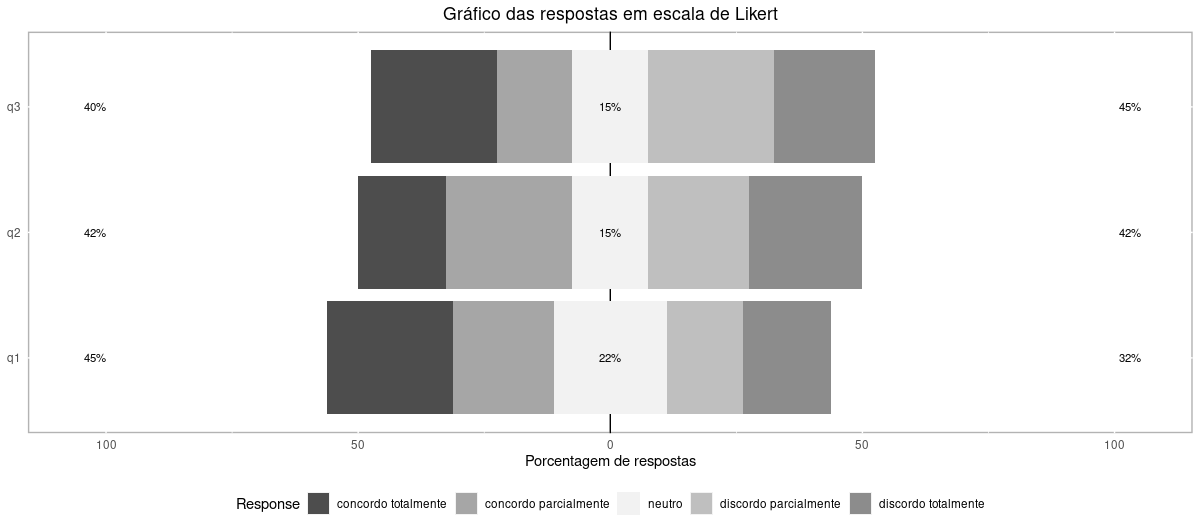 Gráfico das respostas em escala de Likert
q3 40% 15% 45%
q2 42% 15% 42%
q1 45% 22% 32%
100 50 0 50 100
Porcentagem de respostas
Response concordo totalmente concordo parcialmente neutro discordo parcialmente discordo totalmente